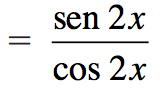 = sen 2x / cos 2x